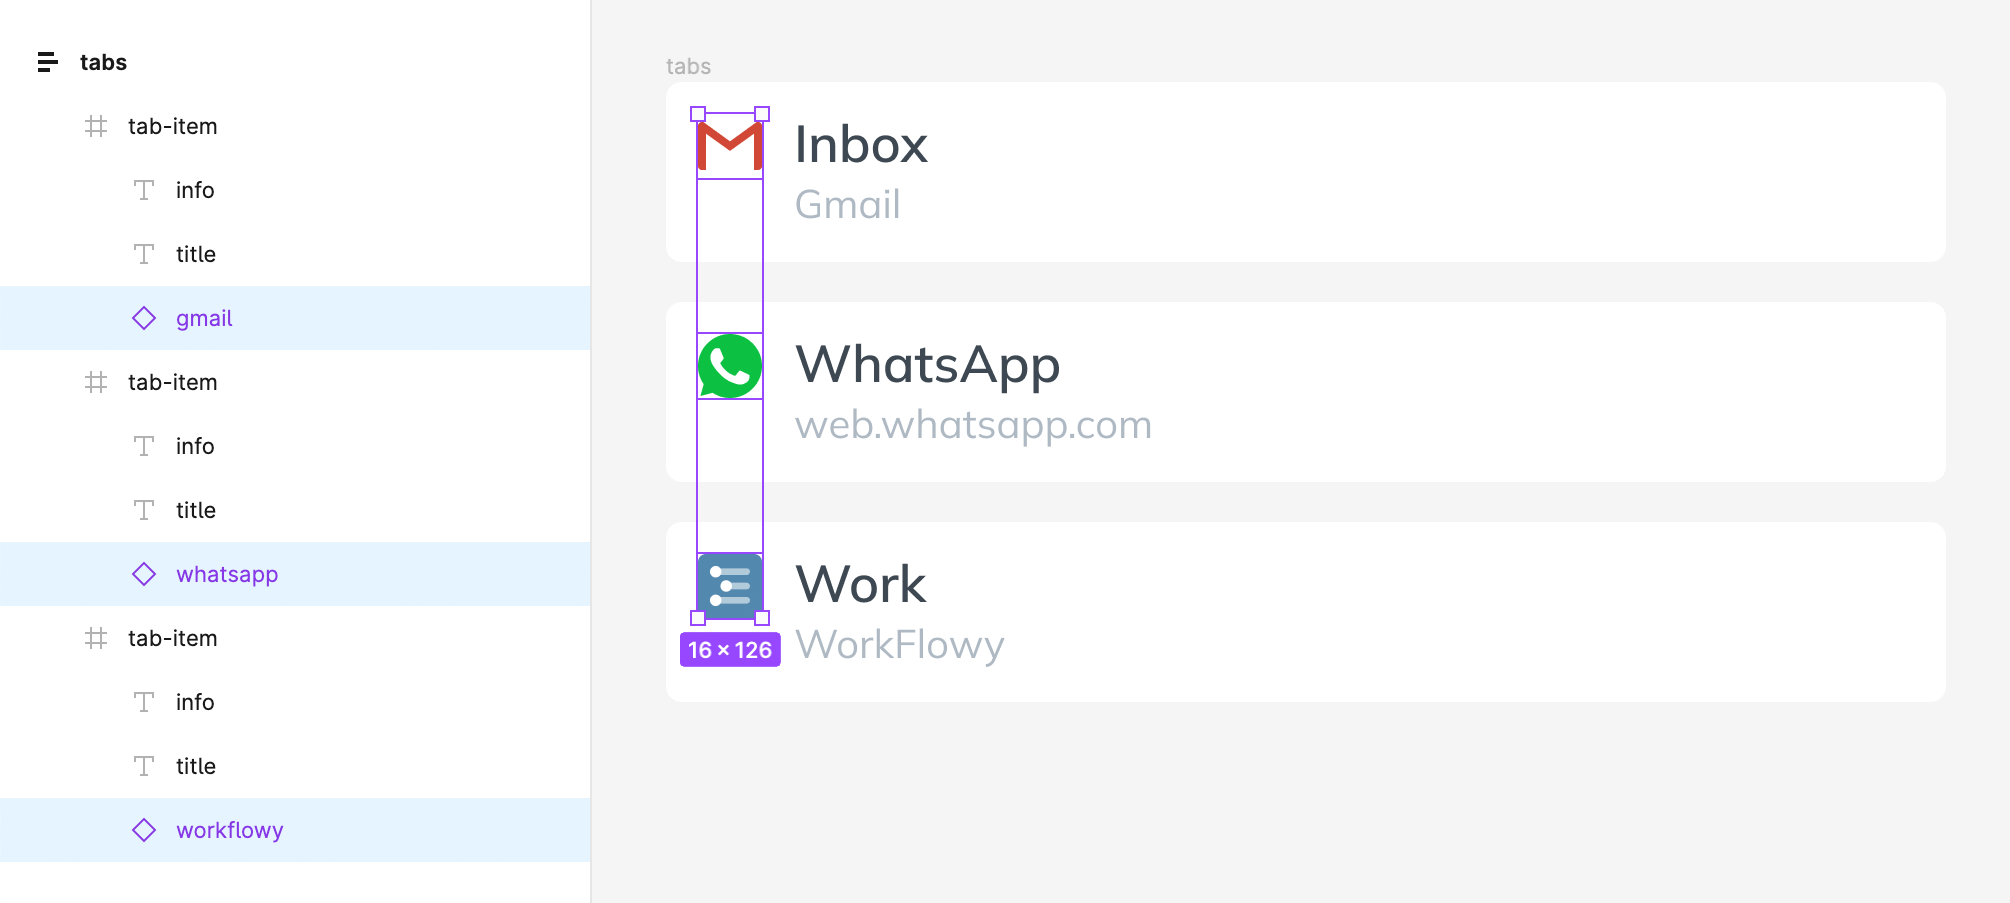 tabs
tab-item
info
title
gmail
tab-item
info
title
whatsapp
tab-item
info
title
workflowy
tabs
Inbox
Gmail
WhatsApp
web.whatsapp.com
Work
WorkFlowy
16 × 126